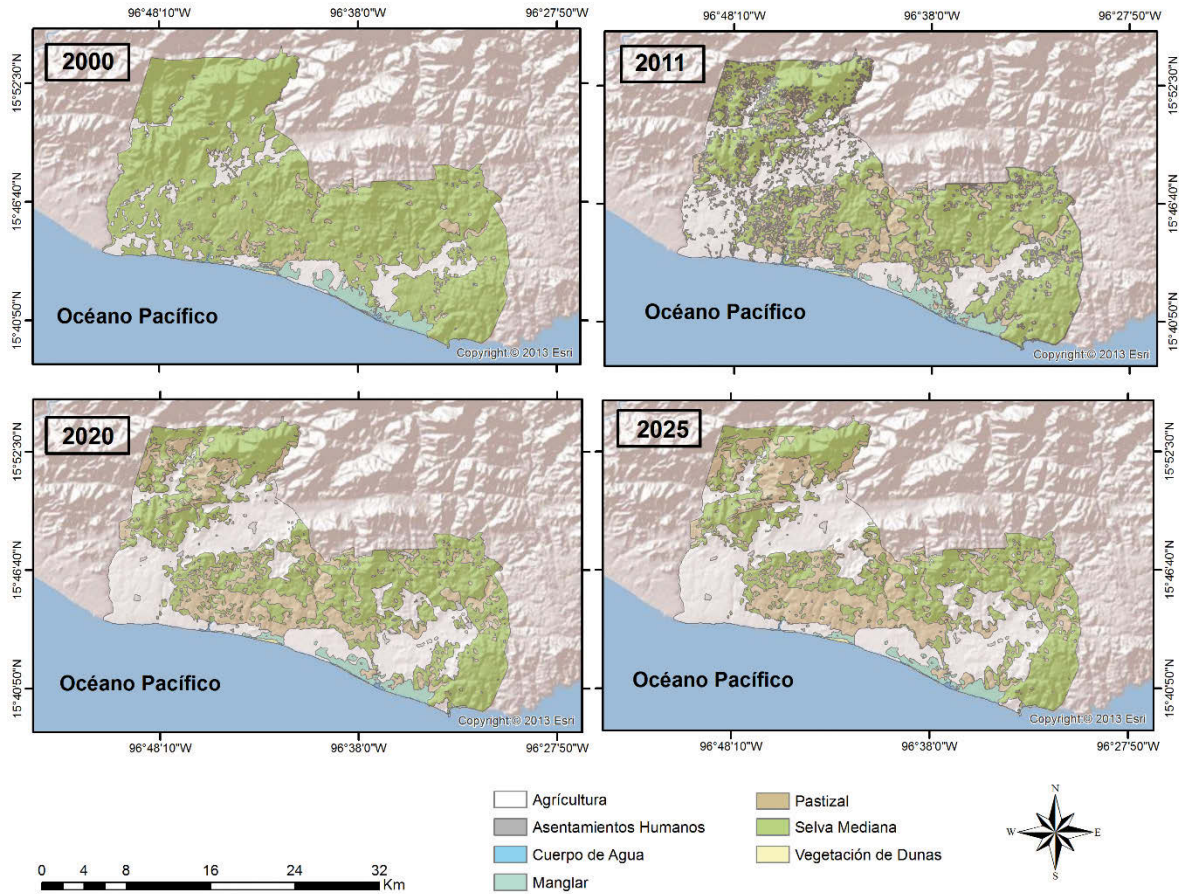 96°48'10"W 96°38'0"W 96°27'50"W
96°48'10"W 96°38'0"W 96°27'50"W
2000
2011
15°52'30"N
15°52'30"N
15°46'40"N
15°46'40"N
15°40'50"N
15°40'50"N
Océano Pacífico
Océano Pacífico
Copyright © 2013 Esri
Copyright © 2013 Esri
2020
2025
15°52'30"N
15°52'30"N
15°46'40"N
15°46'40"N
15°40'50"N
15°40'50"N
Océano Pacífico
Océano Pacífico
Copyright © 2013 Esri
Copyright © 2013 Esri
96°48'10"W 96°38'0"W 96°27'50"W
96°48'10"W 96°38'0"W 96°27'50"W
Agrícultura
Asentamientos Humanos
Cuerpo de Agua
Manglar
Pastizal
Selva Mediana
Vegetación de Dunas
N
W E
S
0 4 8 16 24 32
Km